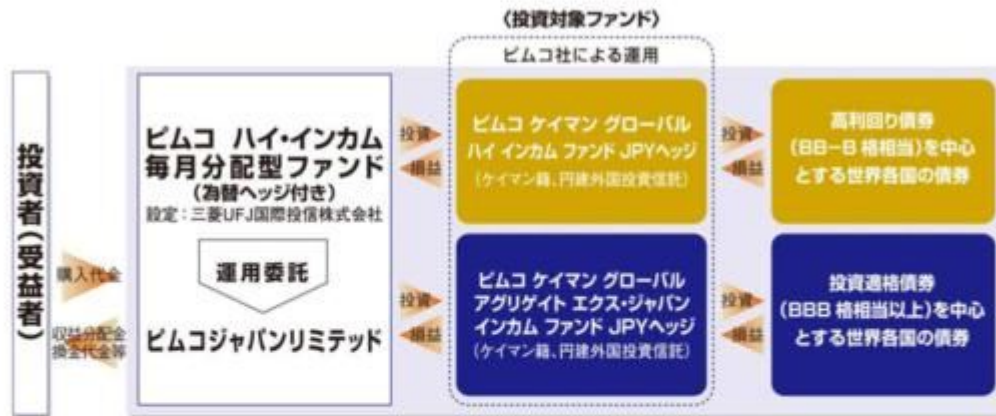 〈投資対象ファンド〉
ピムコ社による運用
投資者(受益者)
購入代金
収益分配金
換金代金等
ピムコ ハイ・インカム
毎月分配型ファンド
(為替ヘッジ付き)
設定:三菱UFJ国際投信株式会社
運用委託
ピムコジャパンリミテッド
投資
損益
投資
損益
ピムコ ケイマン グローバル
ハイ インカム ファンド JPYヘッジ
(ケイマン籍、円建外国投資信託)
ピムコ ケイマン グローバル
アグリゲイト エクス・ジャパン
インカム ファンド JPYヘッジ
(ケイマン籍、円建外国投資信託)
投資
損益
投資
損益
高利回り債券
(BB-B 格相当)を中心
とする世界各国の債券
投資適格債券
(BBB 格相当以上)を中心
とする世界各国の債券